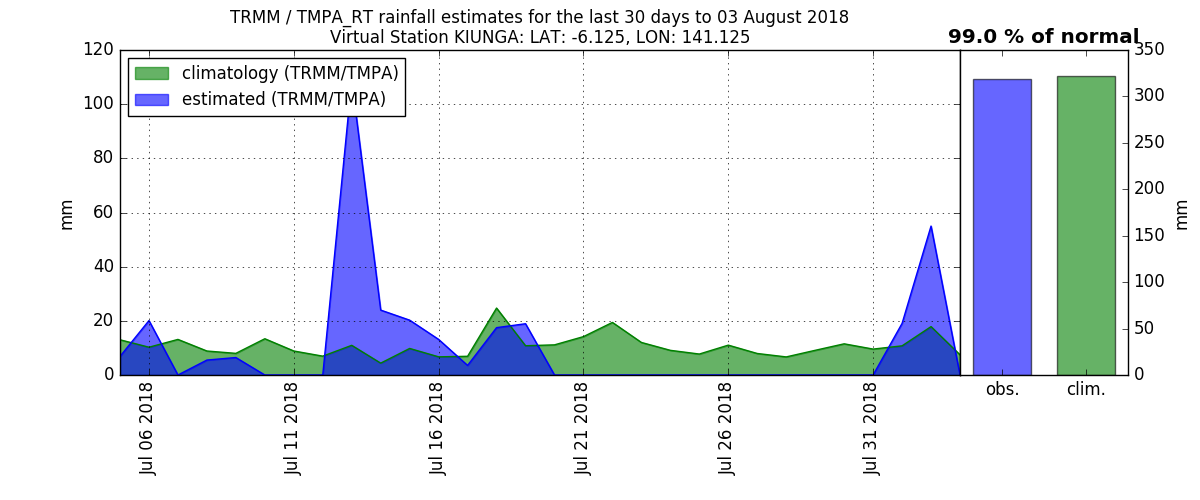 TRMM / TMPA_RT rainfall estimates for the last 30 days to 03 August 2018
Virtual Station KIUNGA: LAT: -6.125, LON: 141.125
99.0 % of normal
climatology (TRMM/TMPA)
estimated (TRMM/TMPA)
120
100
80
60
40
20
0
mm
Jul 06 2018
Jul 11 2018
Jul 16 2018
Jul 21 2018
Jul 26 2018
Jul 31 2018
350
300
250
200
150
100
50
0
mm
obs.
clim.